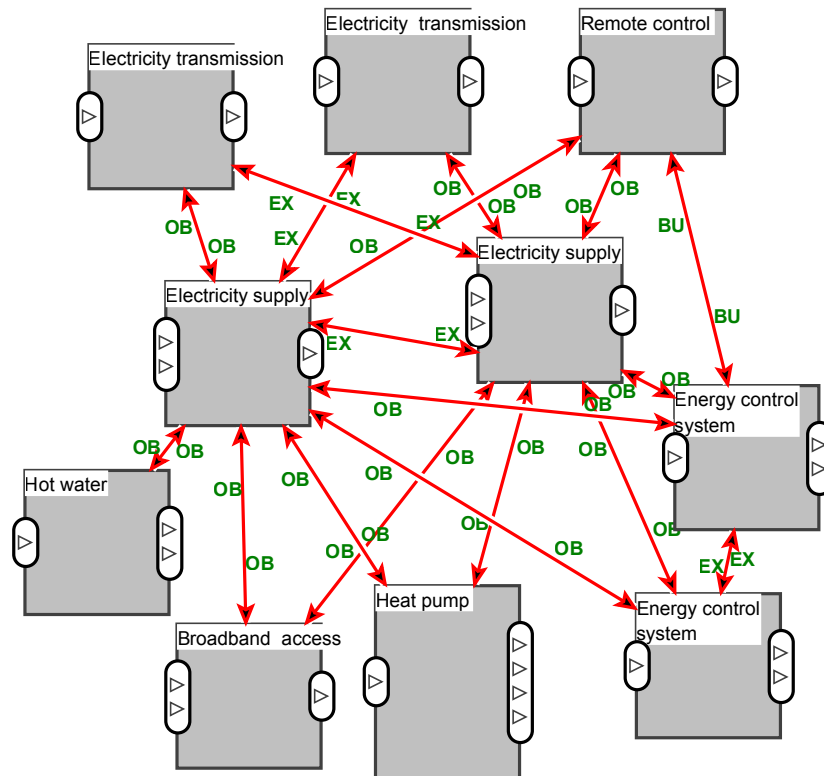 Electricity transmission
Remote control
Electricity transmission
OB
OB
OB
OB
EX
EX
OB
OB
EX
BU
OB
EX
OB
Electricity supply
Electricity supply
BU
EX
OB
OB
Energy control
system
OB
OB
OB
OB
OB
OB
OB
OB
Hot water
OB
OB
OB
OB
OB
OB
OB
OB
OB
OB
EX
EX
Heat pump
Energy control
system
Broadband access